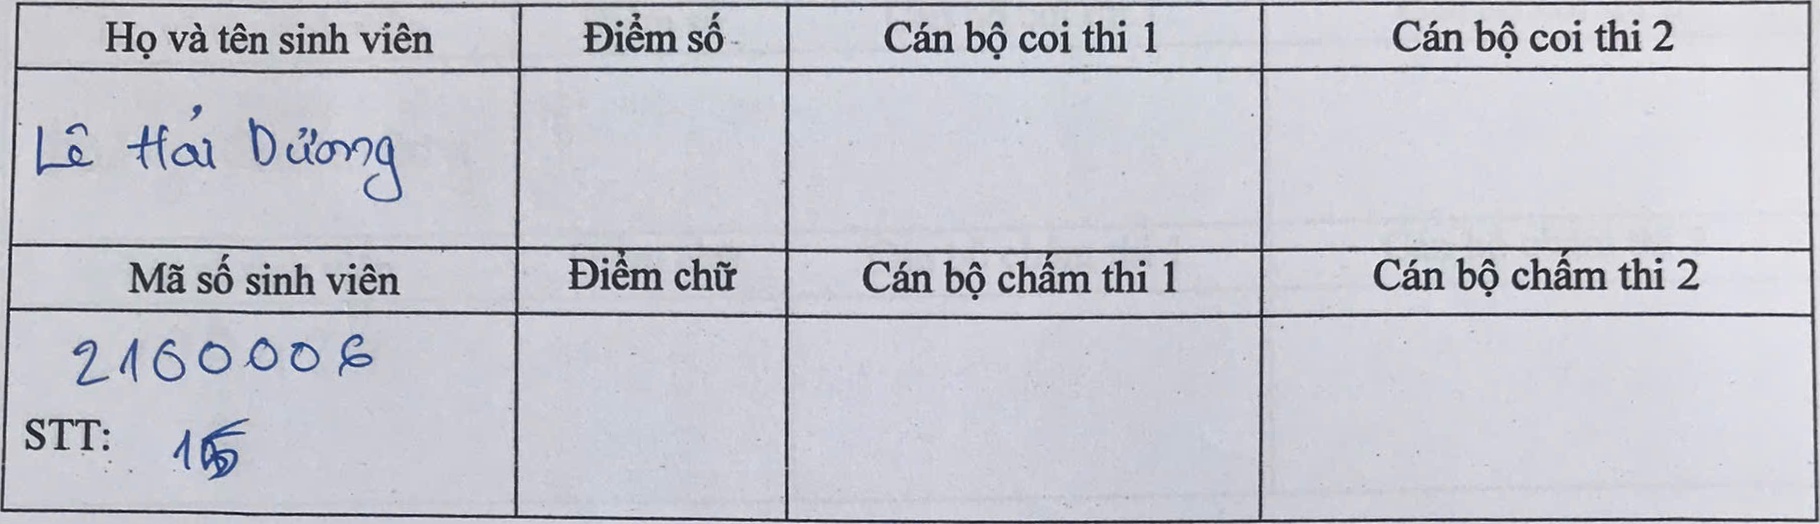 Họ và tên sinh viên Điểm số Cán bộ coi thi 1 Cán bộ coi thi 2
Lê Hải Dương
Mã số sinh viên Điểm chữ Cán bộ chấm thi 1 Cán bộ chấm thi 2
2160006
STT: 15